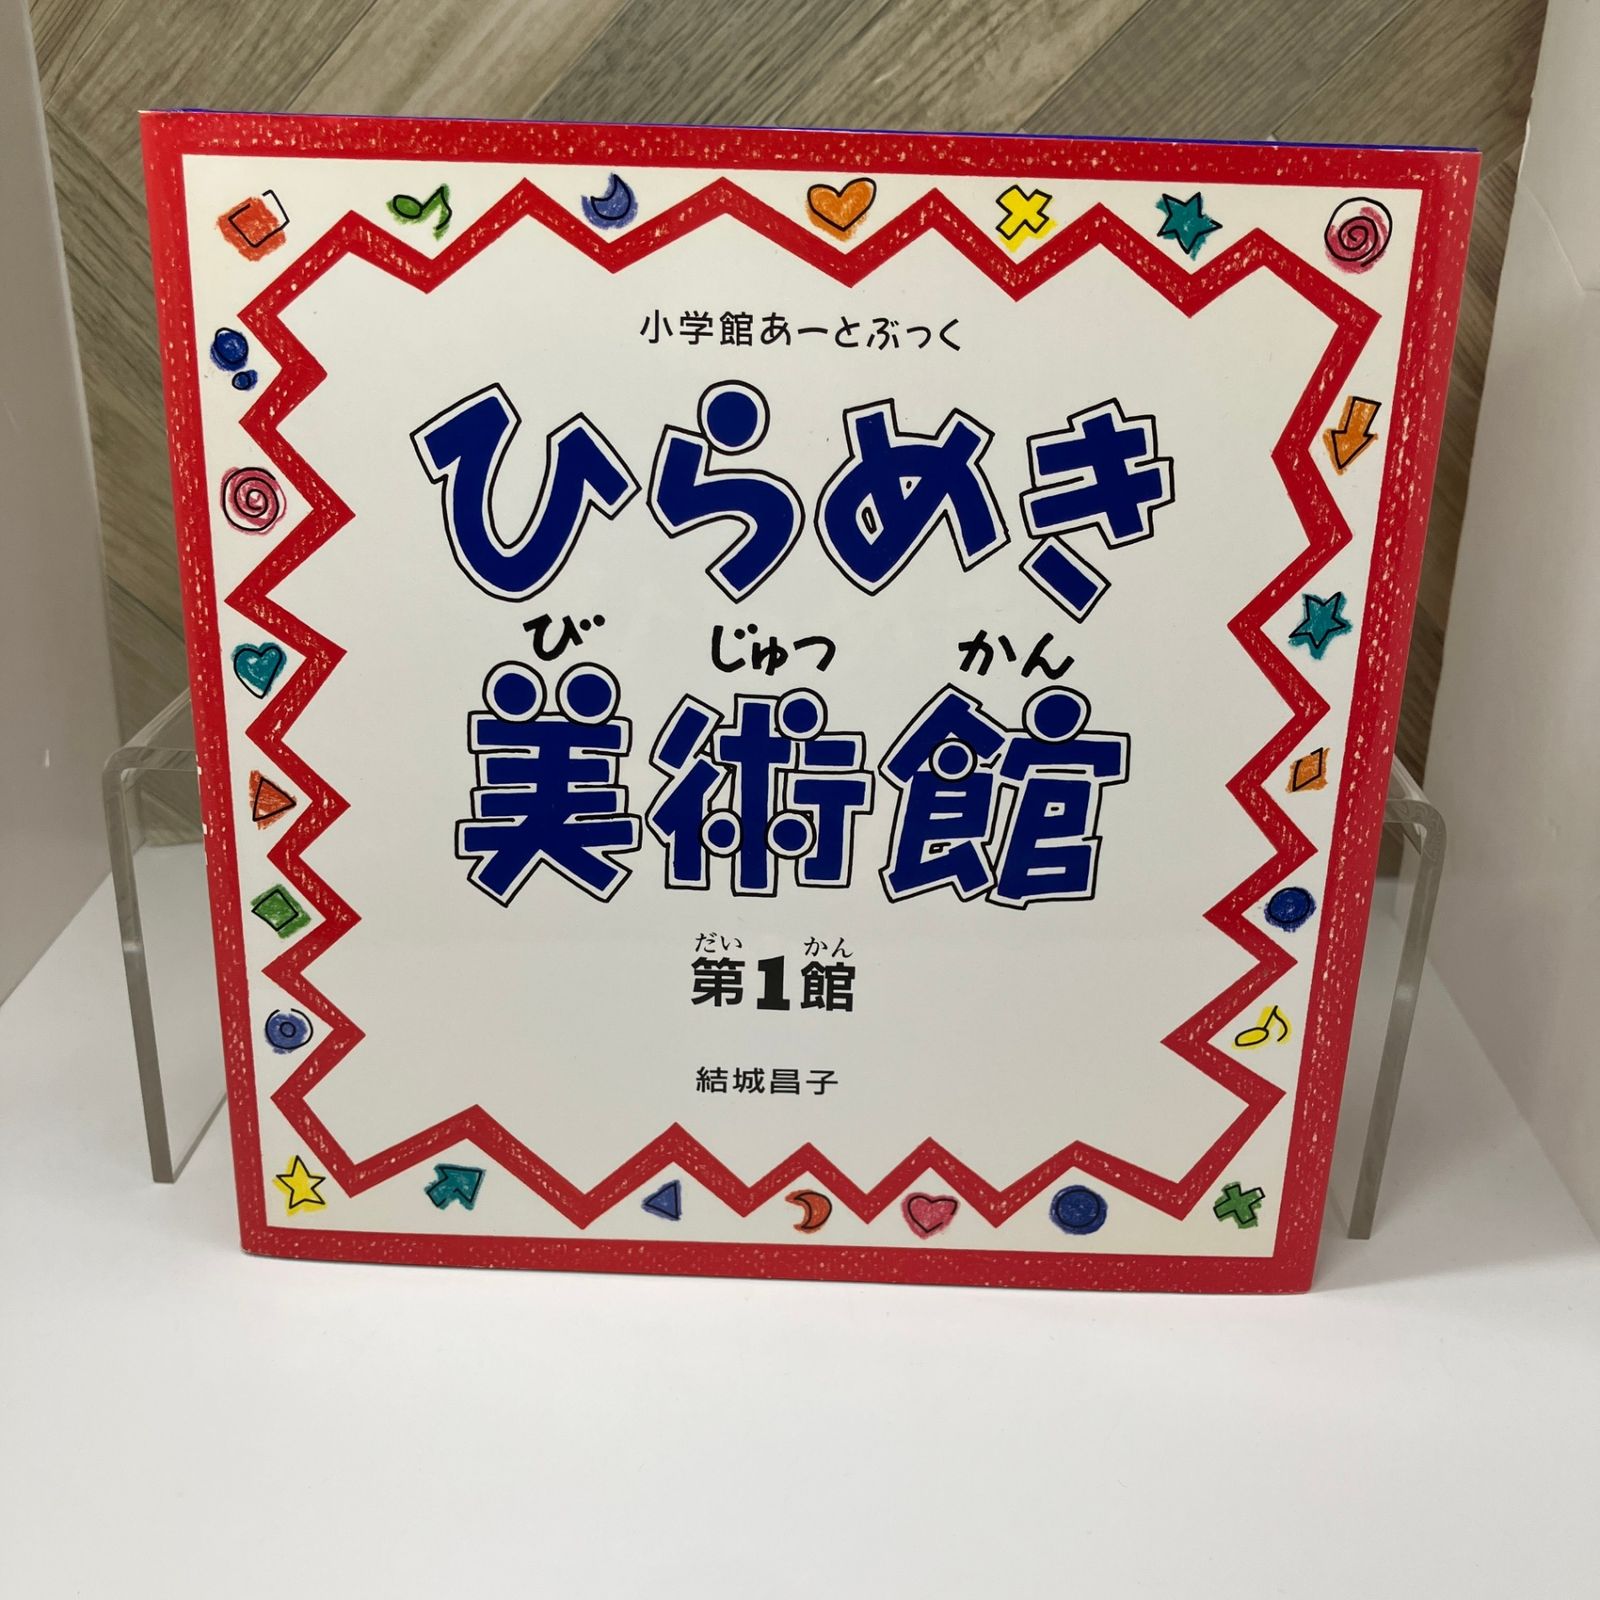 小学館あーとぶっく
ひらめき
び じゅつ かん
美術館
だい かん
第1館
結城昌子